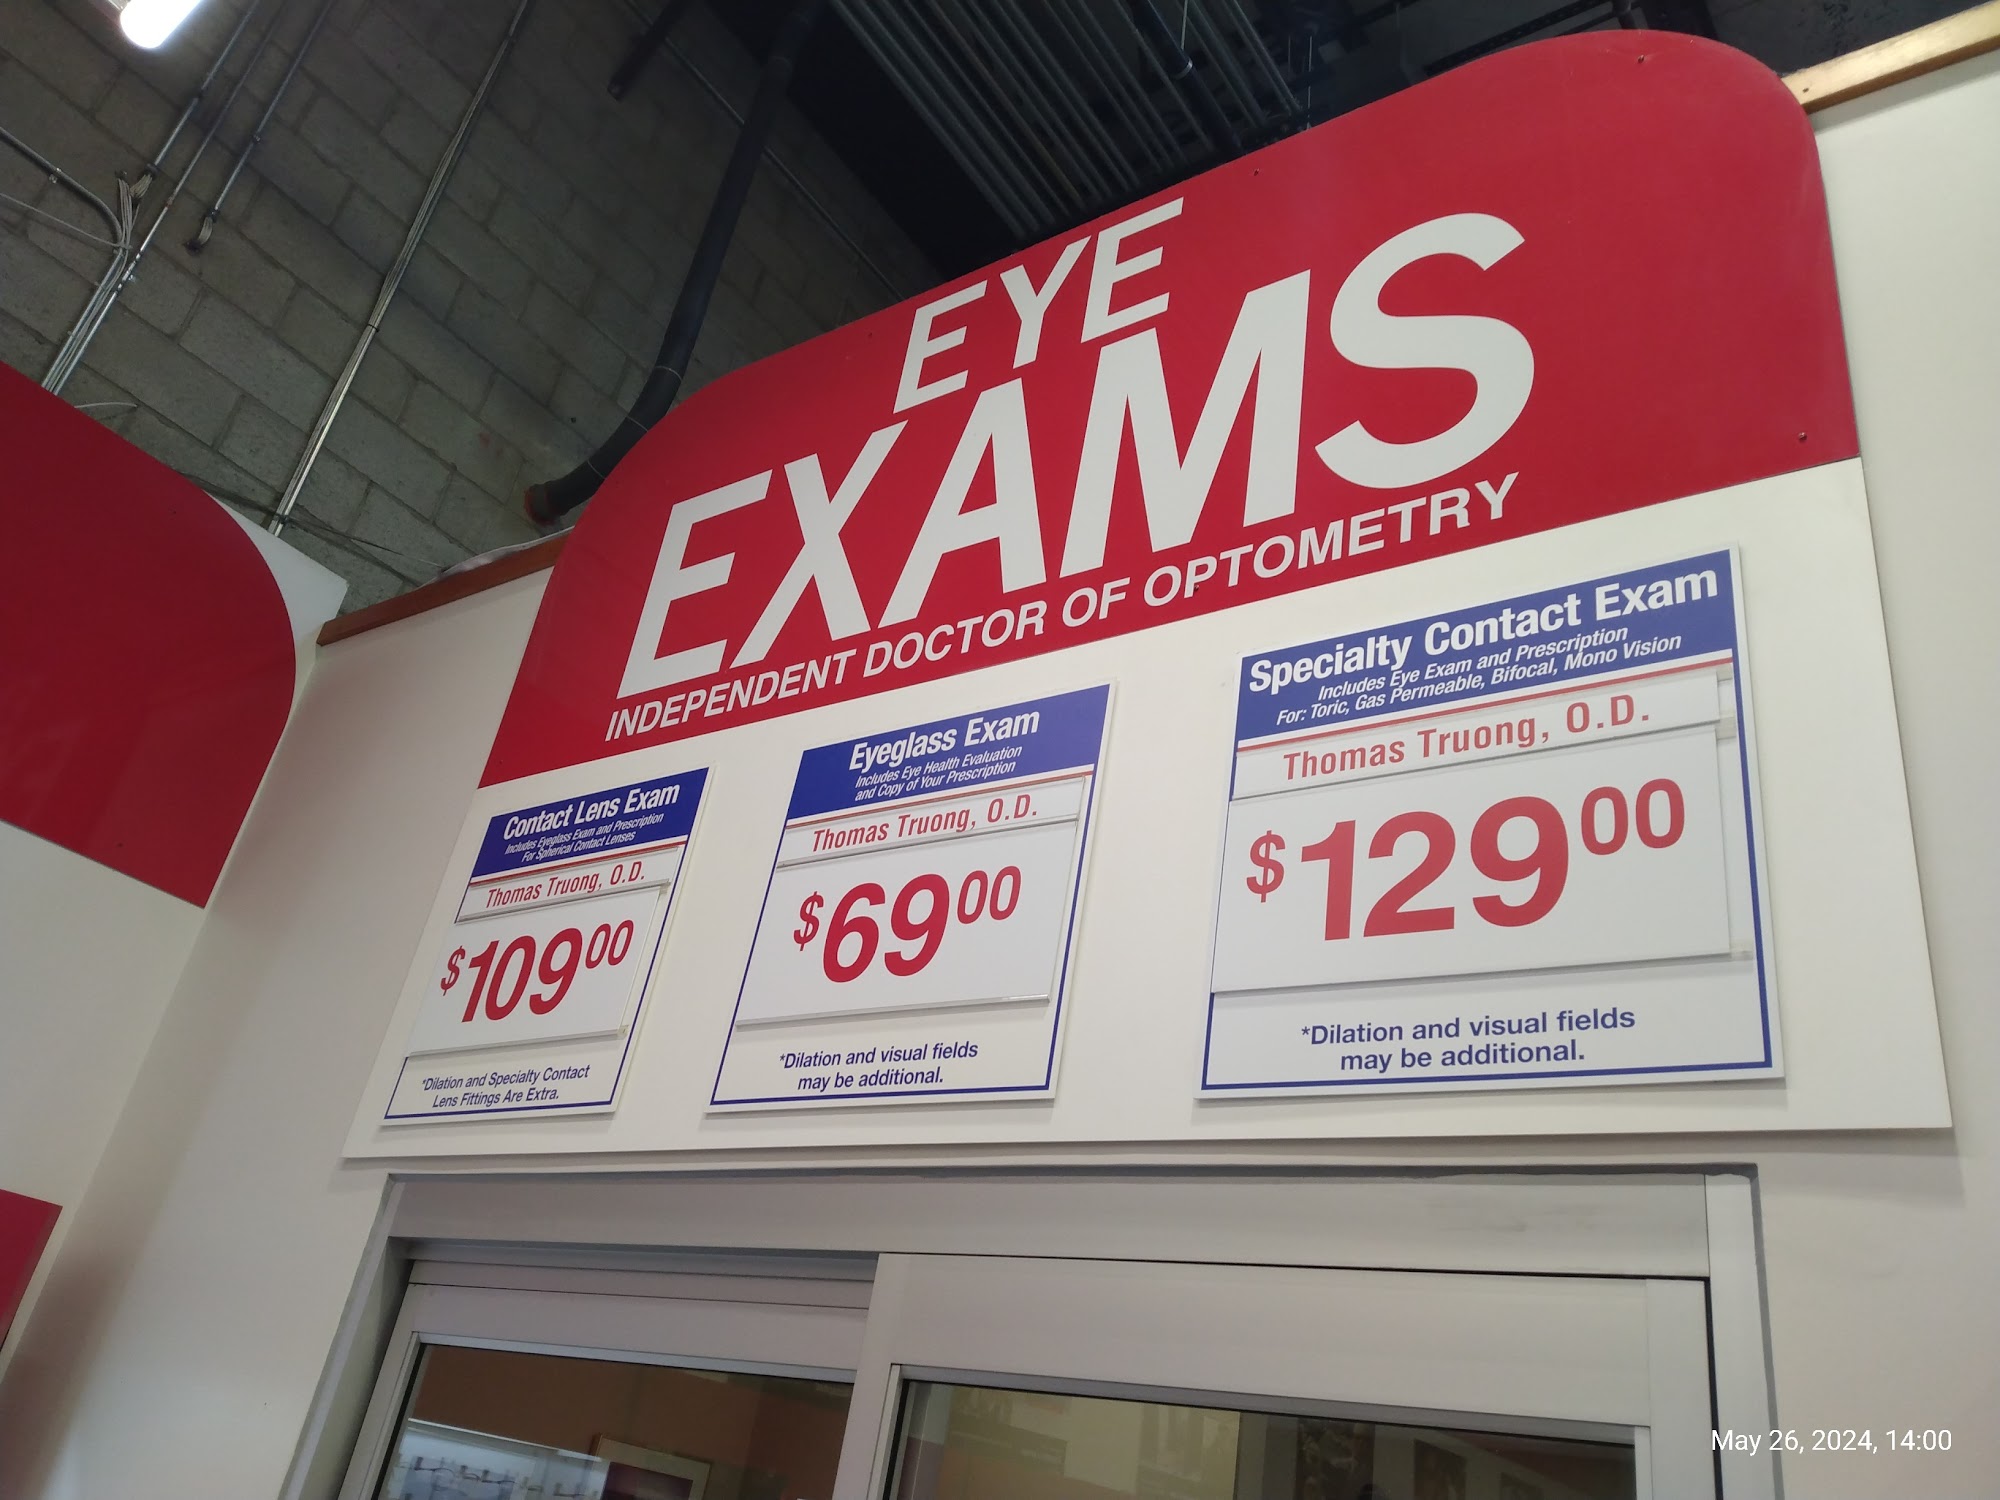 EYE
EXAMS
INDEPENDENT DOCTOR OF OPTOMETRY
Contact Lens Exam
Includes Eyeglass Exam and Prescription
For Spherical Contact Lenses
Thomas Truong, O.D.
$109.00
*Dilation and Specialty Contact
Lens Fittings Are Extra.
Eyeglass Exam
Includes Eye Health Evaluation
and Copy of Your Prescription
Thomas Truong, O.D.
$69.00
*Dilation and visual fields
may be additional.
Specialty Contact Exam
Includes Eye Exam and Prescription
For: Toric, Gas Permeable, Bifocal, Mono Vision
Thomas Truong, O.D.
$129.00
*Dilation and visual fields
may be additional.
May 26, 2024, 14:00